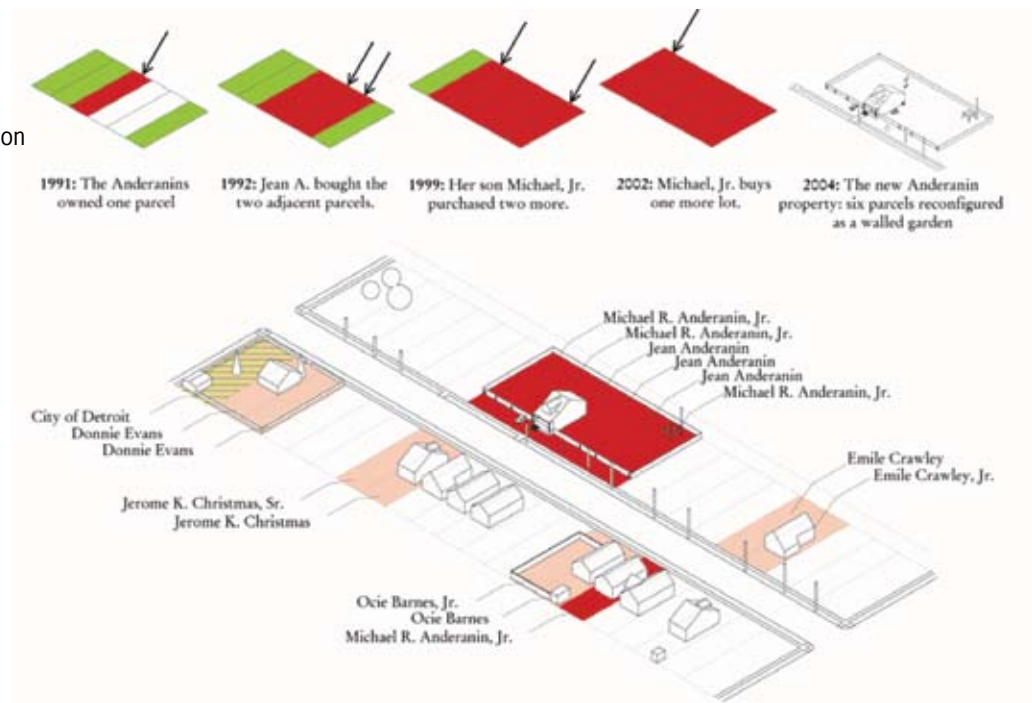 on
1991: The Anderanins
owned one parcel
1992: Jean A. bought the
two adjacent parcels.
1999: Her son Michael, Jr.
purchased two more.
2002: Michael, Jr. buys
one more lot.
2004: The new Anderanin
property: six parcels reconfigured
as a walled garden
Michael R. Anderanin, Jr.
Michael R. Anderanin, Jr.
Jean Anderanin
Jean Anderanin
Jean Anderanin
Michael R. Anderanin, Jr.
City of Detroit
Donnie Evans
Donnie Evans
Emile Crawley
Emile Crawley, Jr.
Jerome K. Christmas, Sr.
Jerome K. Christmas
Ocie Barnes, Jr.
Ocie Barnes
Michael R. Anderanin, Jr.